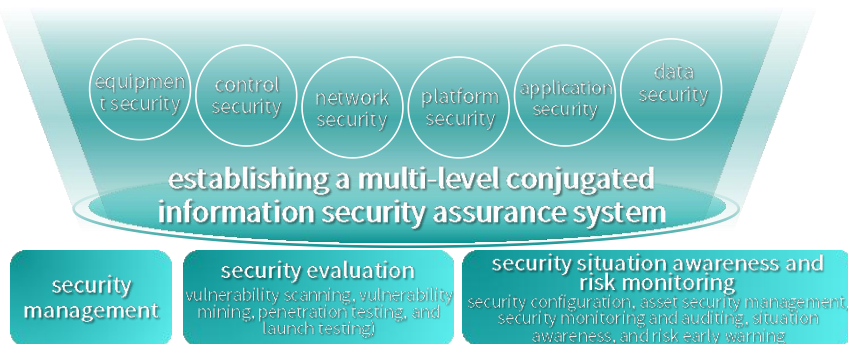 equipmen
t security
control
security
network
security
platform
security
application
security
data
security
establishing a multi-level conjugated
information security assurance system
security
management
security evaluation
vulnerability scanning, vulnerability
mining, penetration testing, and
launch testing)
security situation awareness and
risk monitoring
security configuration, asset security management,
security monitoring and auditing, situation
awareness, and risk early warning